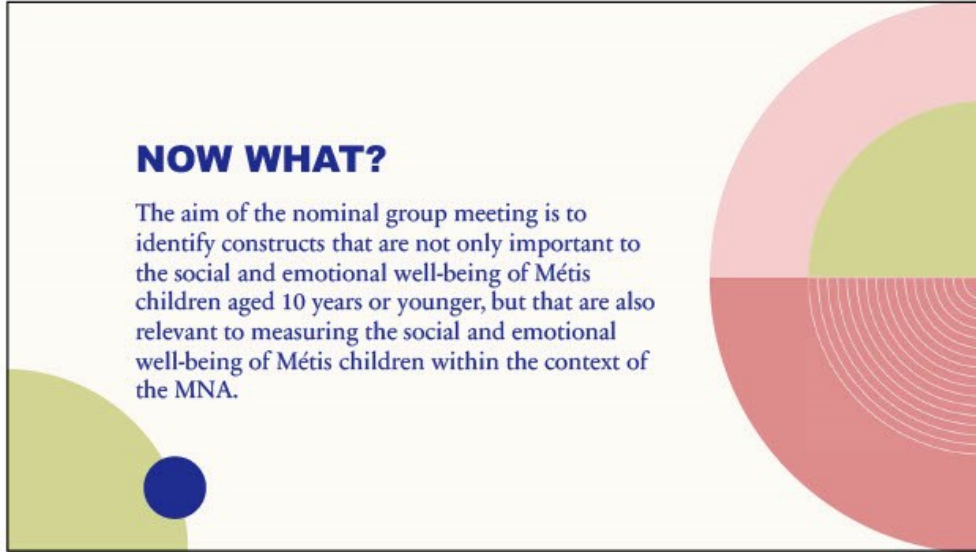 NOW WHAT?
The aim of the nominal group meeting is to
identify constructs that are not only important to
the social and emotional well-being of Métis
children aged 10 years or younger, but that are also
relevant to measuring the social and emotional
well-being of Métis children within the context of
the MNA.